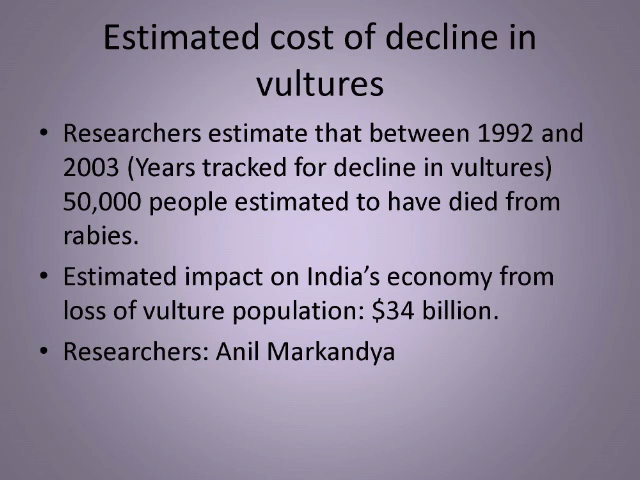 Estimated cost of decline in
vultures
• Researchers estimate that between 1992 and
2003 (Years tracked for decline in vultures)
50,000 people estimated to have died from
rabies.
• Estimated impact on India’s economy from
loss of vulture population: $34 billion.
• Researchers: Anil Markandya